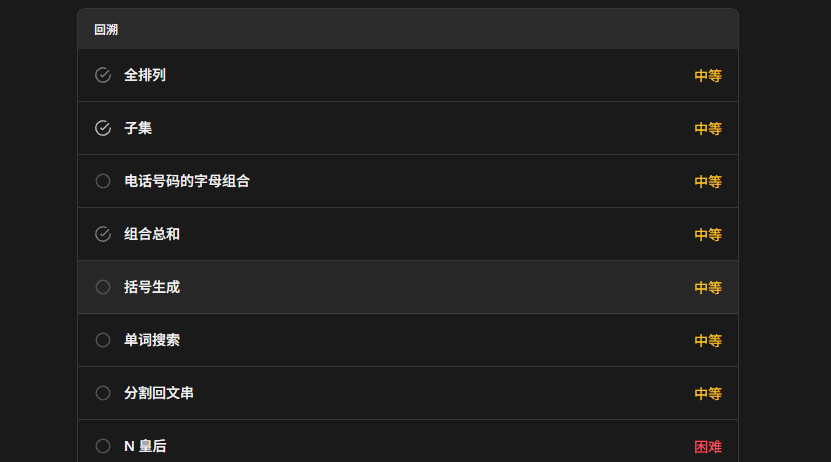 回溯
全排列 中等
子集 中等
电话号码的字母组合 中等
组合总和 中等
括号生成 中等
单词搜索 中等
分割回文串 中等
N 皇后 困难